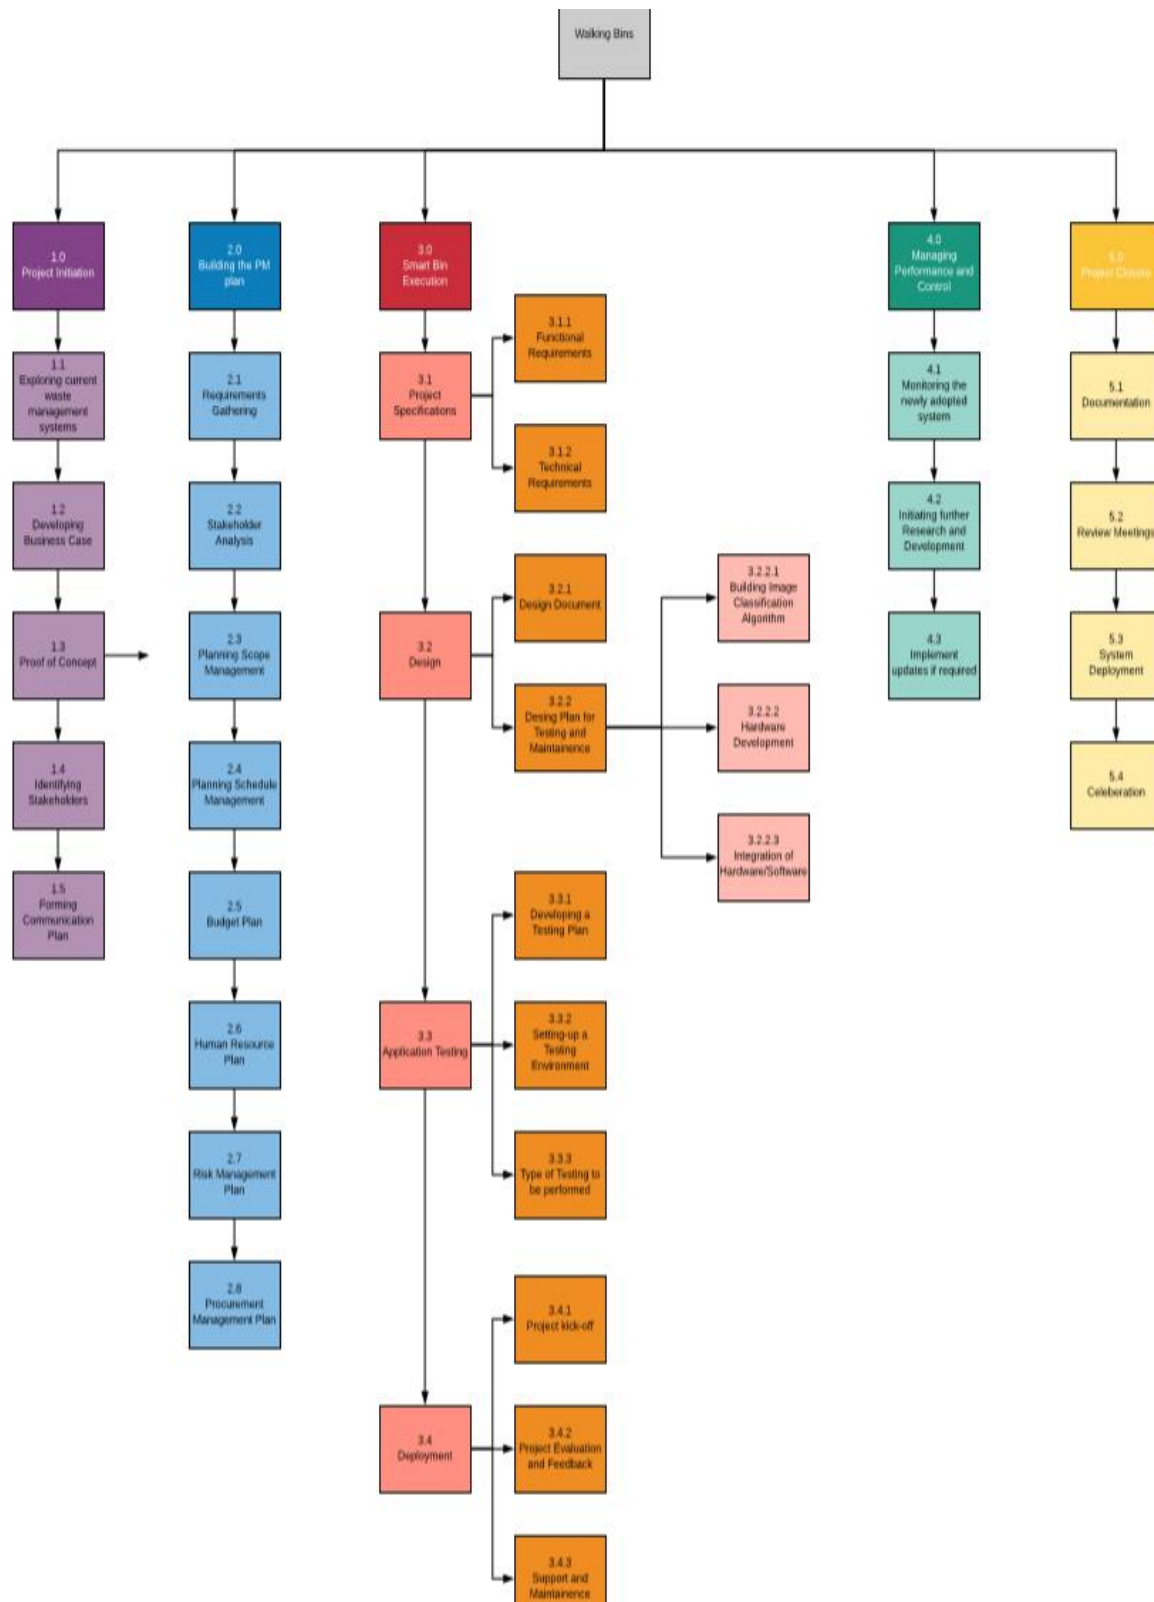 Walking Bins
1.0
Project Initiation
1.1
Exploring current
waste
management
systems
1.2
Developing
Business Case
1.3
Proof of Concept
1.4
Identifying
Stakeholders
1.5
Forming
Communication
Plan
2.0
Building the PM
plan
2.1
Requirements
Gathering
2.2
Stakeholder
Analysis
2.3
Planning Scope
Management
2.4
Planning Schedule
Management
2.5
Budget Plan
2.6
Human Resource
Plan
2.7
Risk Management
Plan
2.8
Procurement
Management Plan
3.0
Smart Bin
Execution
3.1
Project
Specifications
3.1.1
Functional
Requirements
3.1.2
Technical
Requirements
3.2
Design
3.2.1
Design Document
3.2.2
Desing Plan for
Testing and
Maintainence
3.2.2.1
Building Image
Classification
Algorithm
3.2.2.2
Hardware
Development
3.2.2.3
Integration of
Hardware/Software
3.3
Application Testing
3.3.1
Developing a
Testing Plan
3.3.2
Setting-up a
Testing
Environment
3.3.3
Type of Testing to
be performed
3.4
Deployment
3.4.1
Project kick-off
3.4.2
Project Evaluation
and Feedback
3.4.3
Support and
Maintainence
4.0
Managing
Performance and
Control
4.1
Monitoring the
newly adopted
system
4.2
Initiating further
Research and
Development
4.3
Implement
updates if required
5.0
Project Closure
5.1
Documentation
5.2
Review Meetings
5.3
System
Deployment
5.4
Celeberation